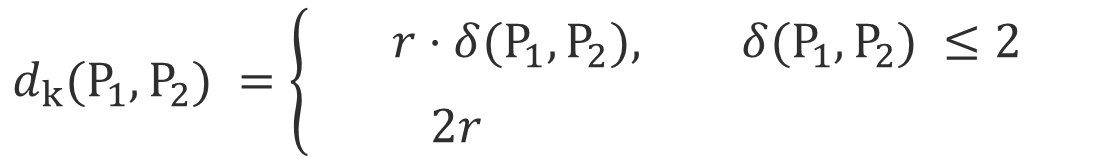 d_k(P_1, P_2) = { r · δ(P_1, P_2), δ(P_1, P_2) ≤ 2
2r